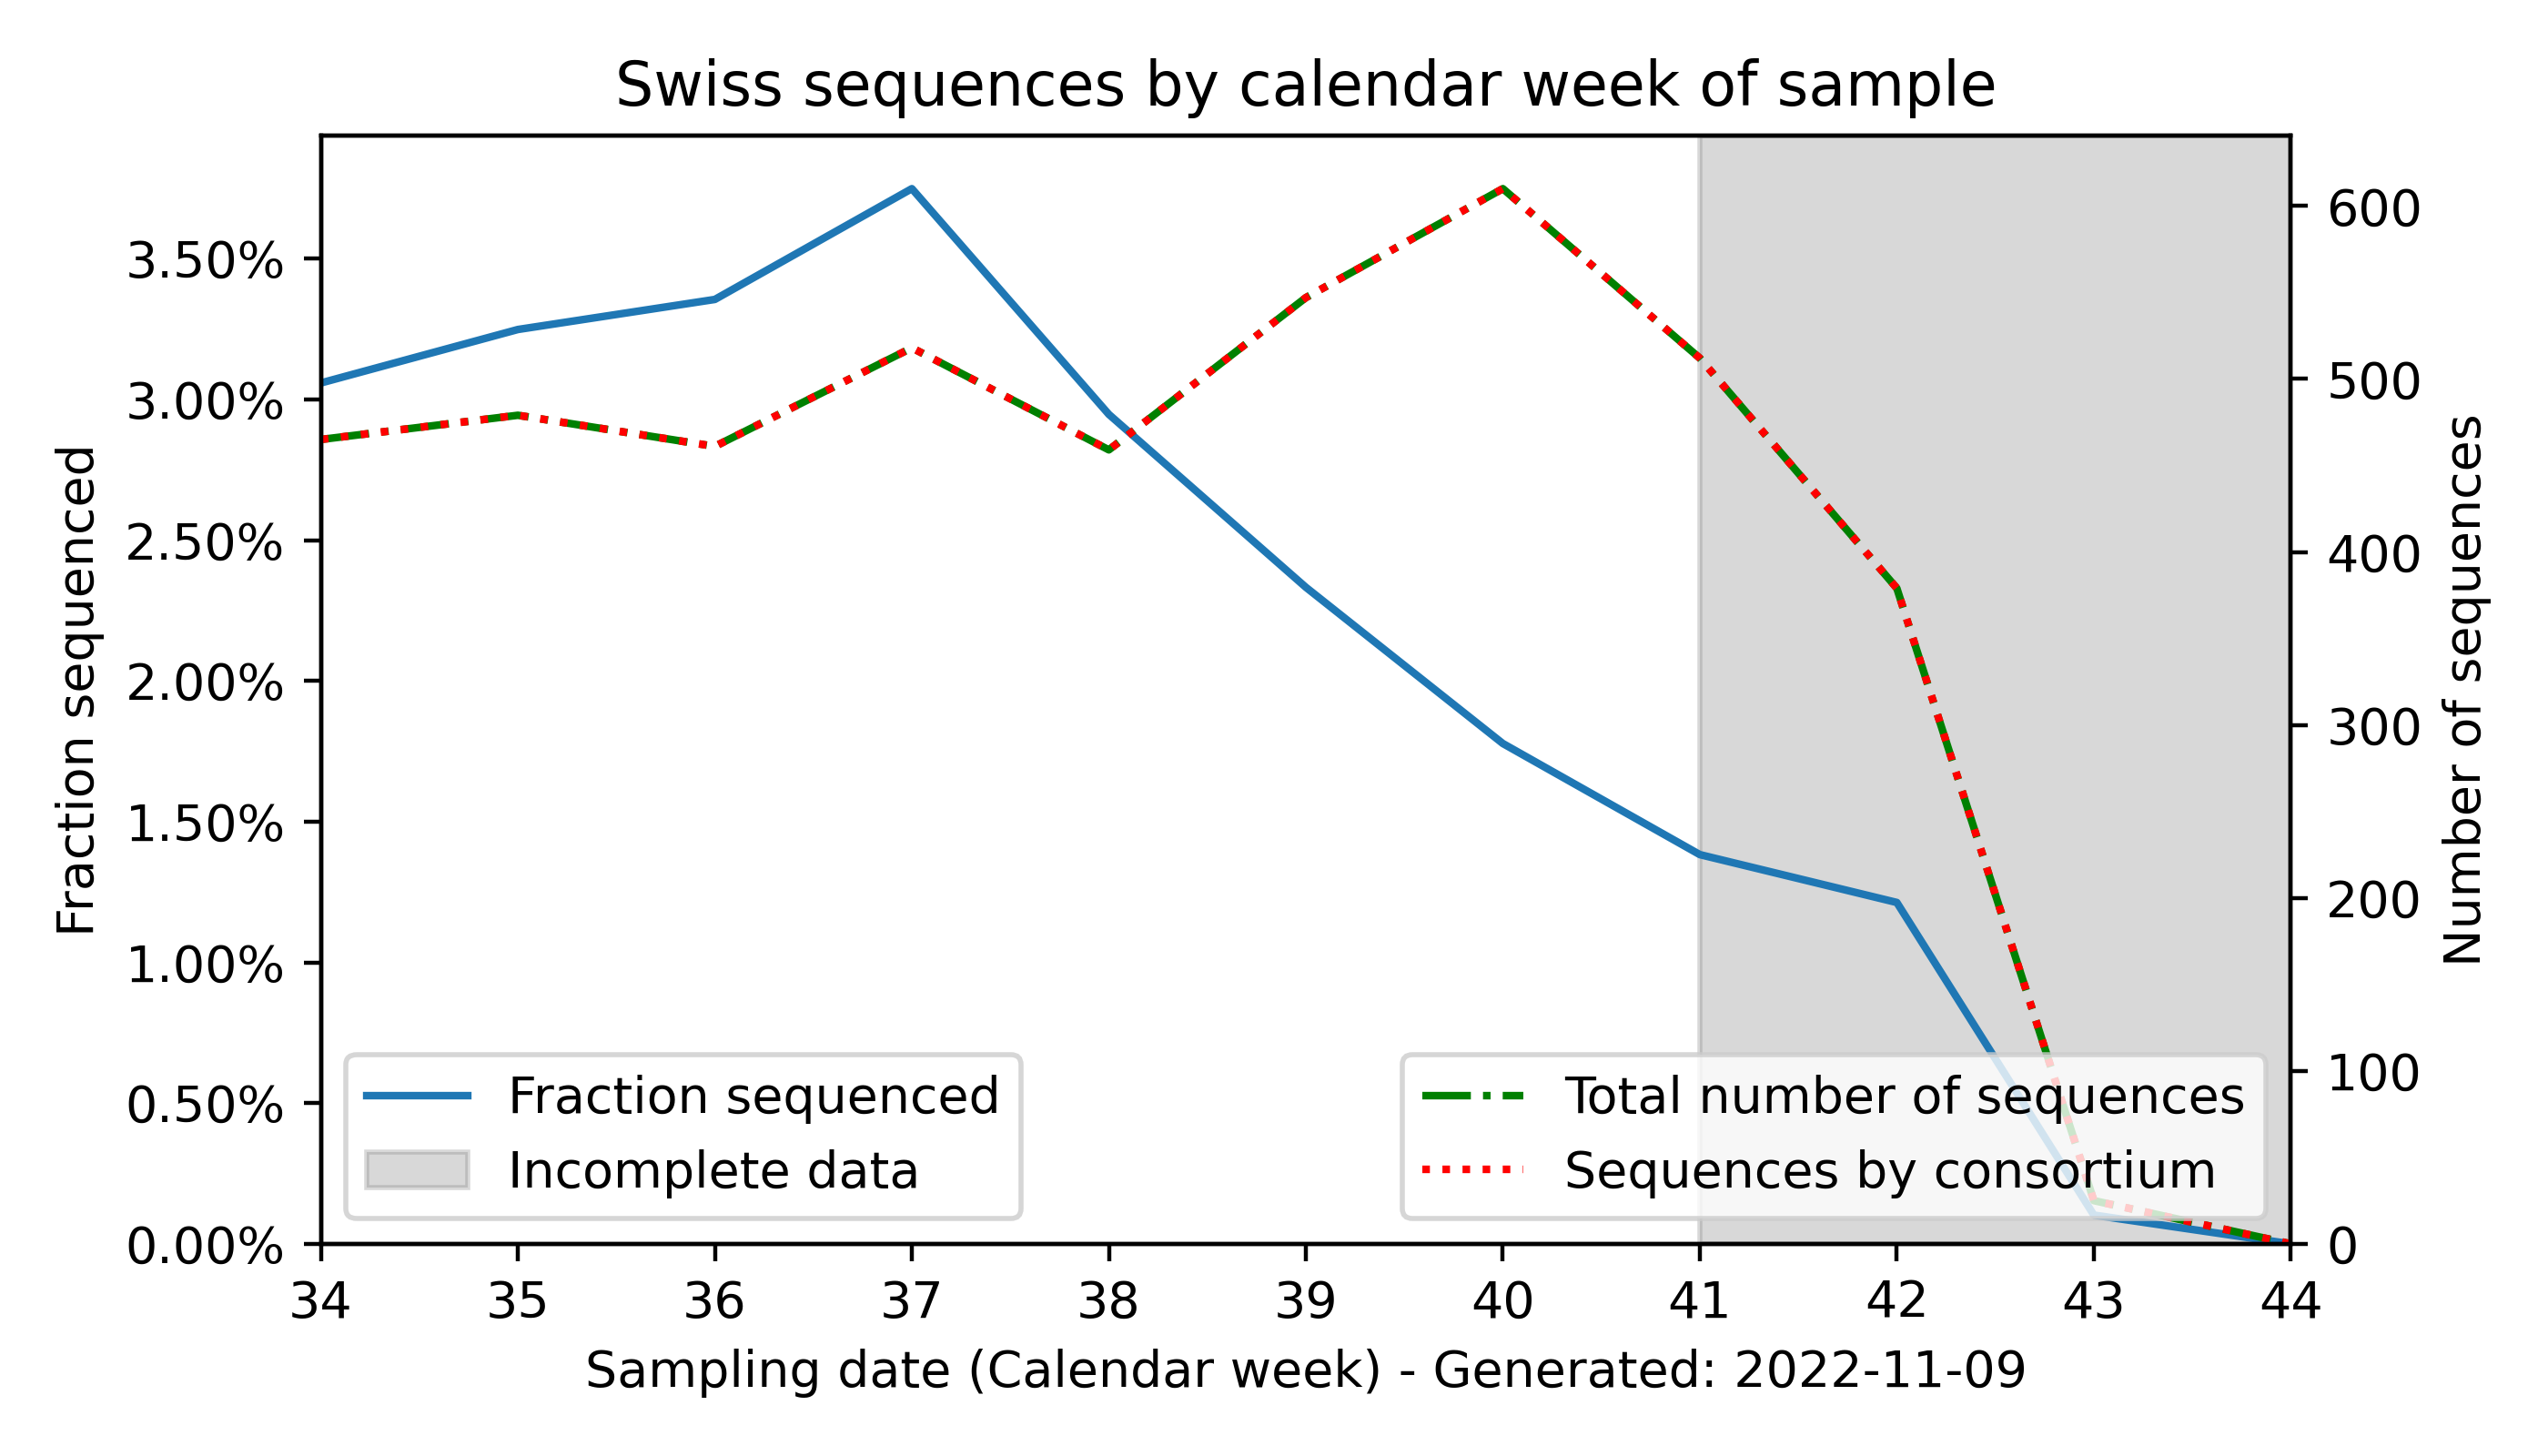 Swiss sequences by calendar week of sample
3.50%
3.00%
2.50%
2.00%
1.50%
1.00%
0.50%
0.00%
Fraction sequenced
600
500
400
300
200
100
0
Number of sequences
Fraction sequenced
Incomplete data
Total number of sequences
Sequences by consortium
34 35 36 37 38 39 40 41 42 43 44
Sampling date (Calendar week) - Generated: 2022-11-09